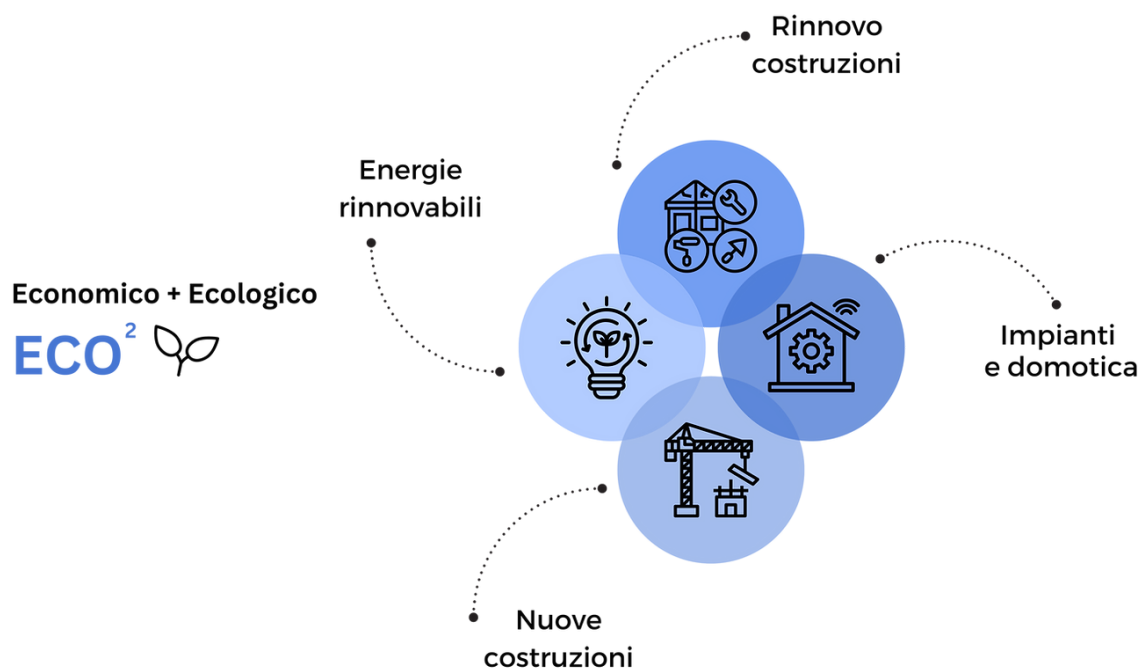 Rinnovo
costruzioni
Energie
rinnovabili
Economico + Ecologico
ECO²
Impianti
e domotica
Nuove
costruzioni